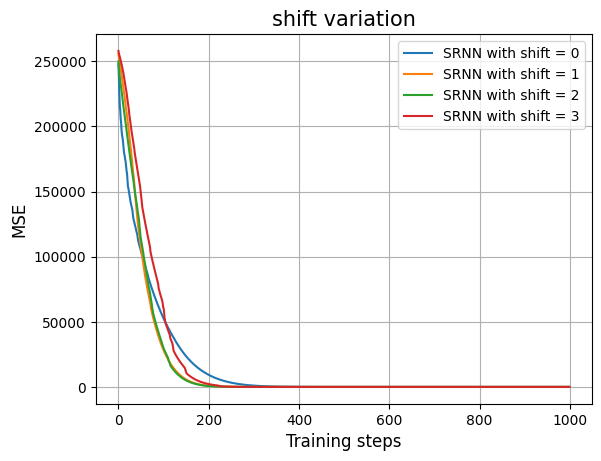 shift variation
SRNN with shift = 0
SRNN with shift = 1
SRNN with shift = 2
SRNN with shift = 3
MSE
250000
200000
150000
100000
50000
0
0 200 400 600 800 1000
Training steps